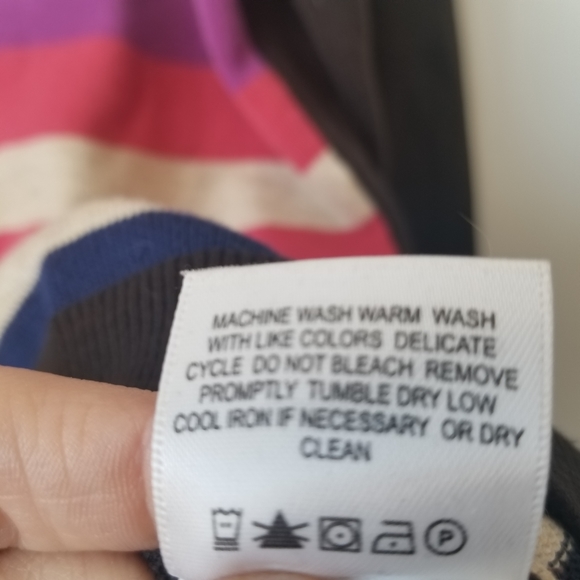 MACHINE WASH WARM WASH
WITH LIKE COLORS DELICATE
CYCLE DO NOT BLEACH REMOVE
PROMPTLY TUMBLE DRY LOW
COOL IRON IF NECESSARY OR DRY
CLEAN
P